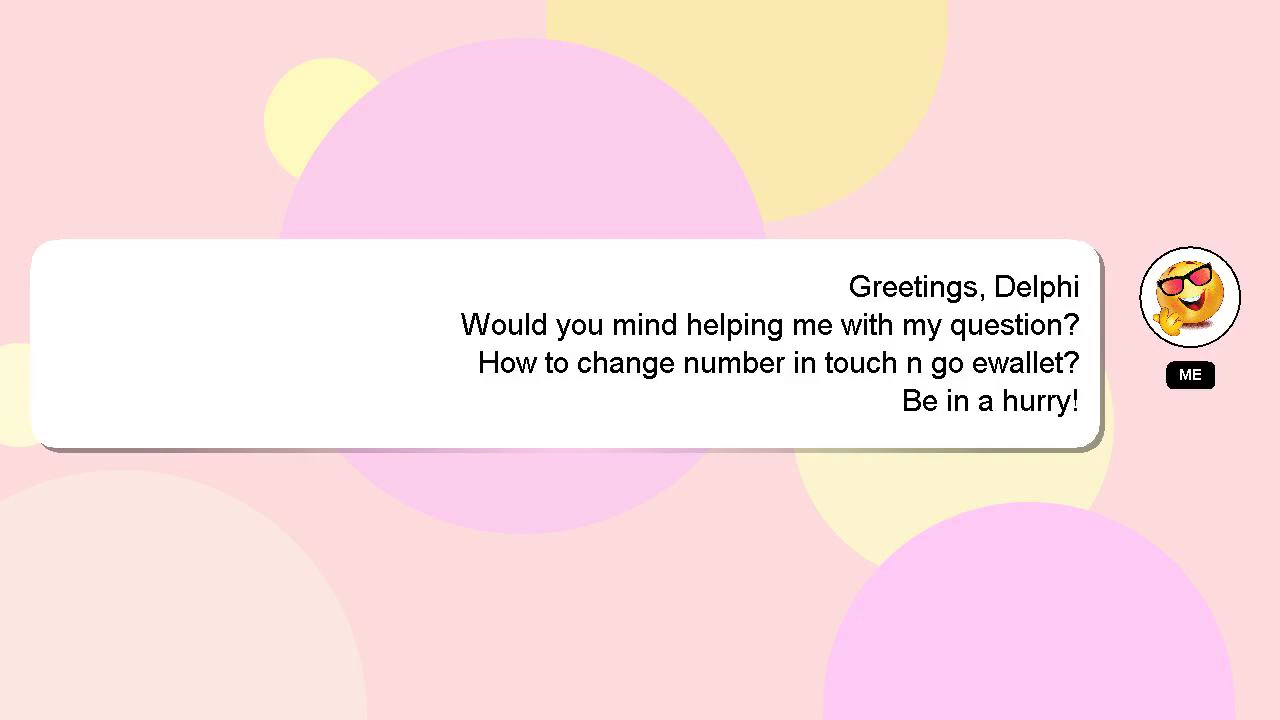 Greetings, Delphi
Would you mind helping me with my question?
How to change number in touch n go ewallet?
Be in a hurry!
ME